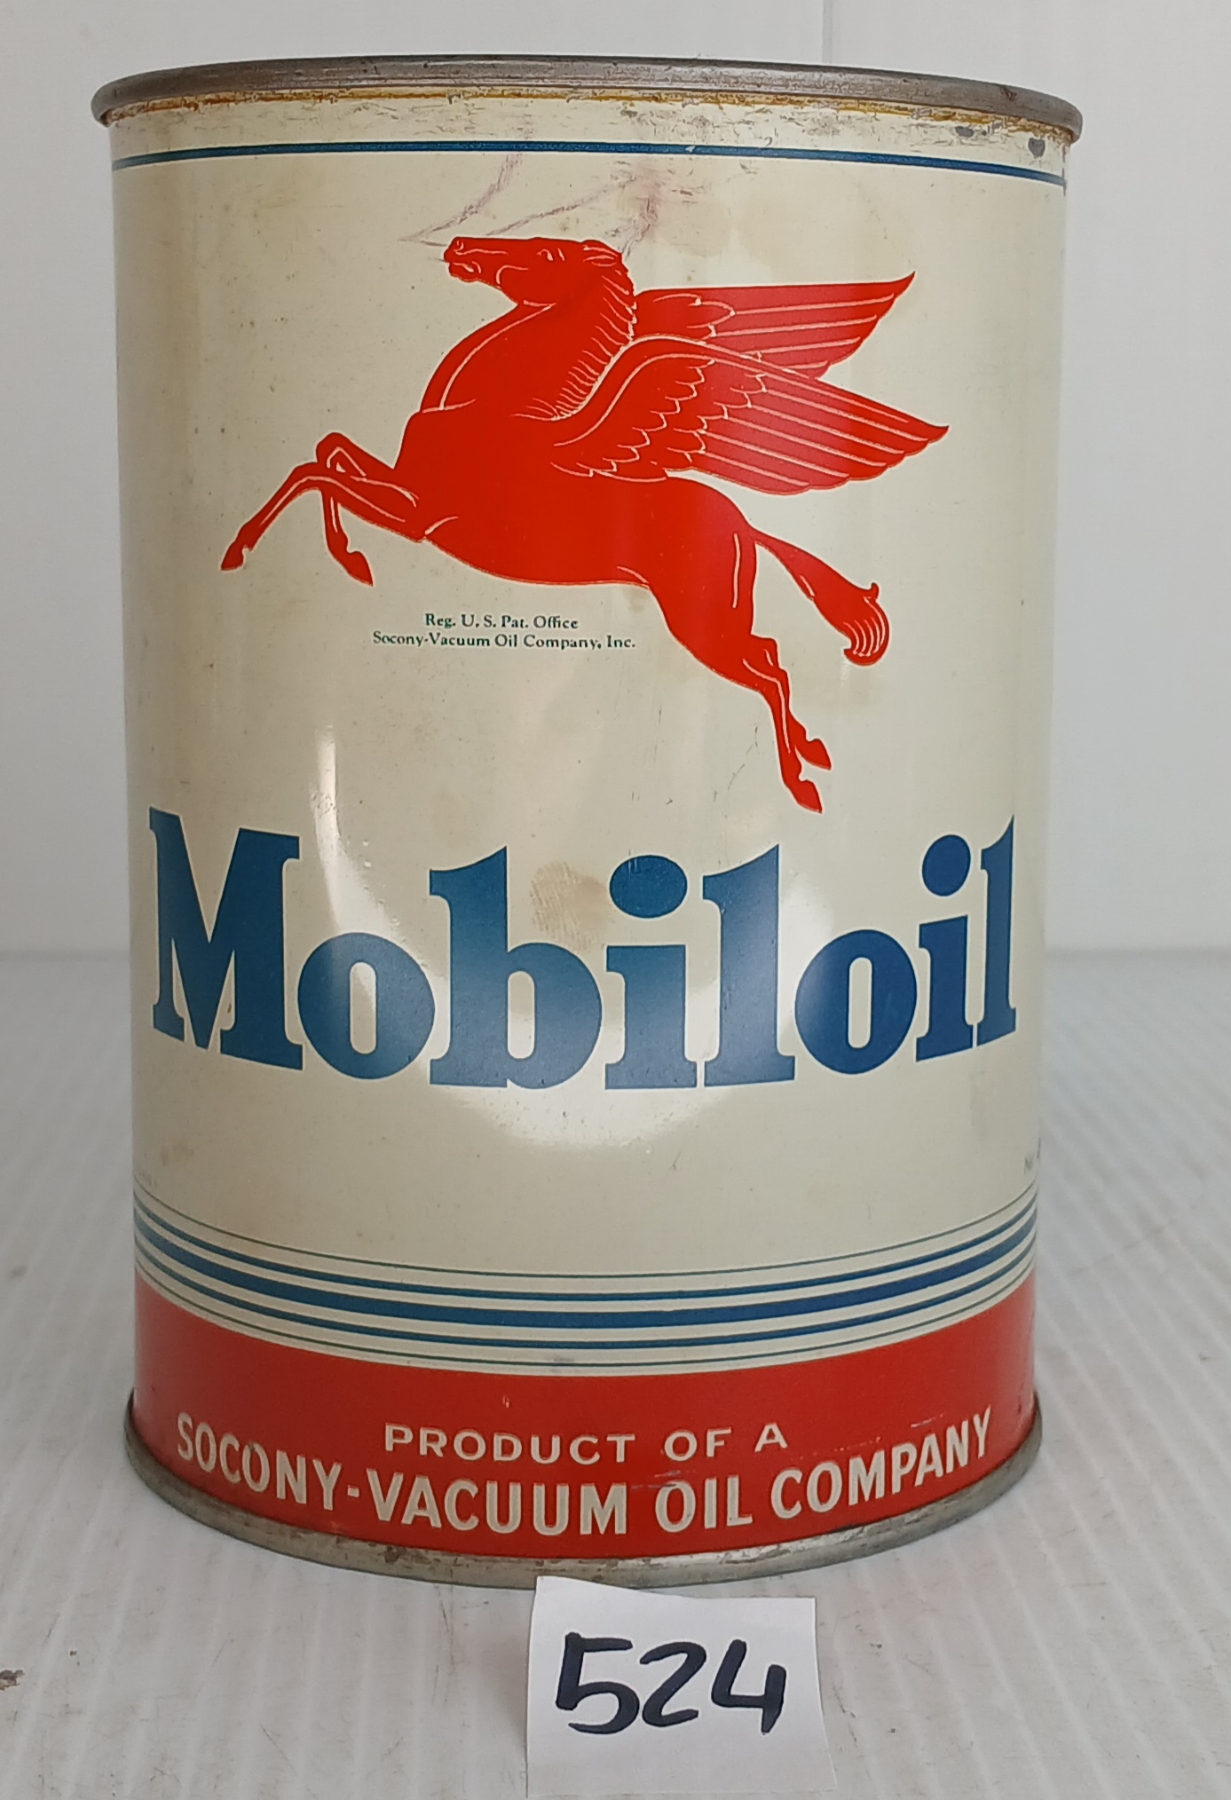 Reg. U. S. Pat. Office
Socony-Vacuum Oil Company, Inc.
Mobiloil
PRODUCT OF A
SOCONY-VACUUM OIL COMPANY
524